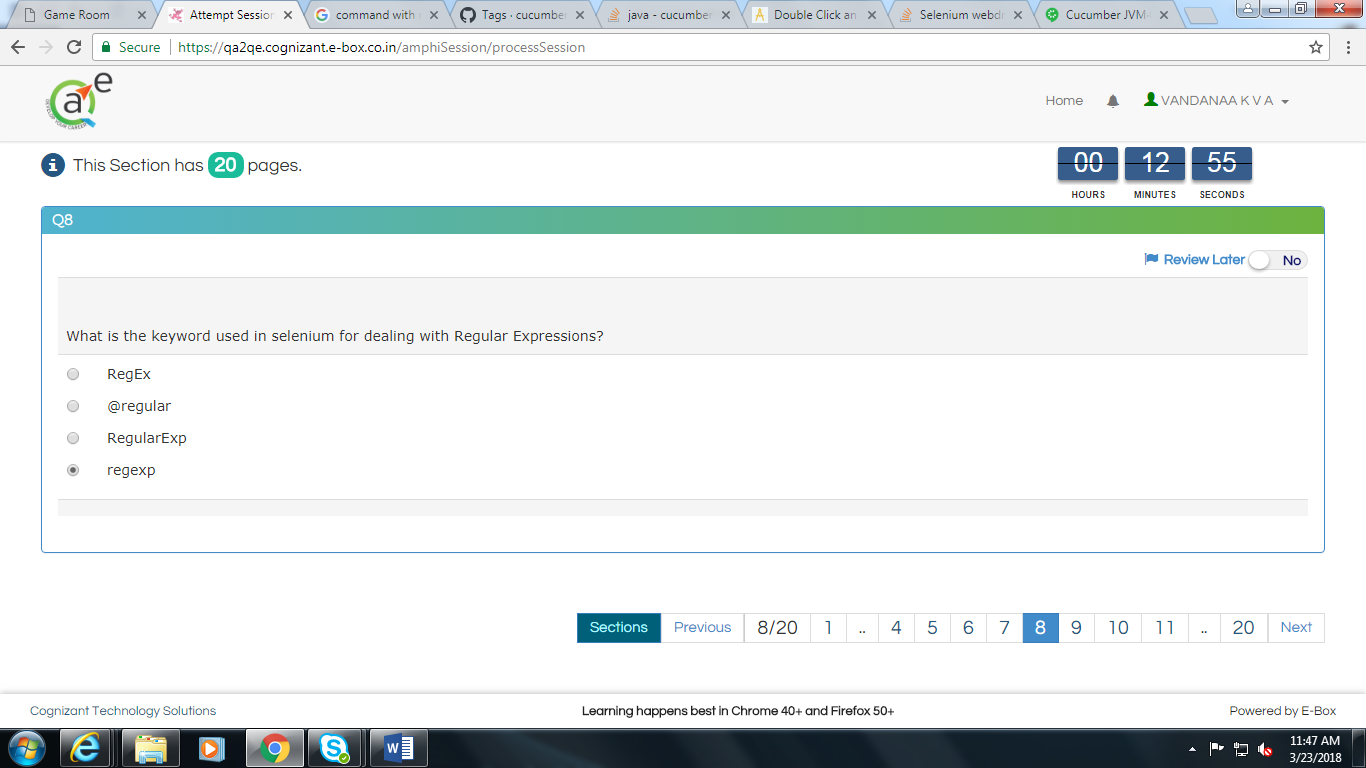 Game Room
Attempt Session
command with
Tags · cucumber
java - cucumber
Double Click an
Selenium webdr
Cucumber JVM
Secure
https://qa2qe.cognizant.e-box.co.in/amphiSession/processSession
a e
Home
VANDANAA K V A
This Section has 20 pages.
00 12 55
HOURS MINUTES SECONDS
Q8
Review Later No
What is the keyword used in selenium for dealing with Regular Expressions?
RegEx
@regular
RegularExp
regexp
Sections Previous 8/20 1 .. 4 5 6 7 8 9 10 11 .. 20 Next
Cognizant Technology Solutions
Learning happens best in Chrome 40+ and Firefox 50+
Powered by E-Box
11:47 AM
3/23/2018